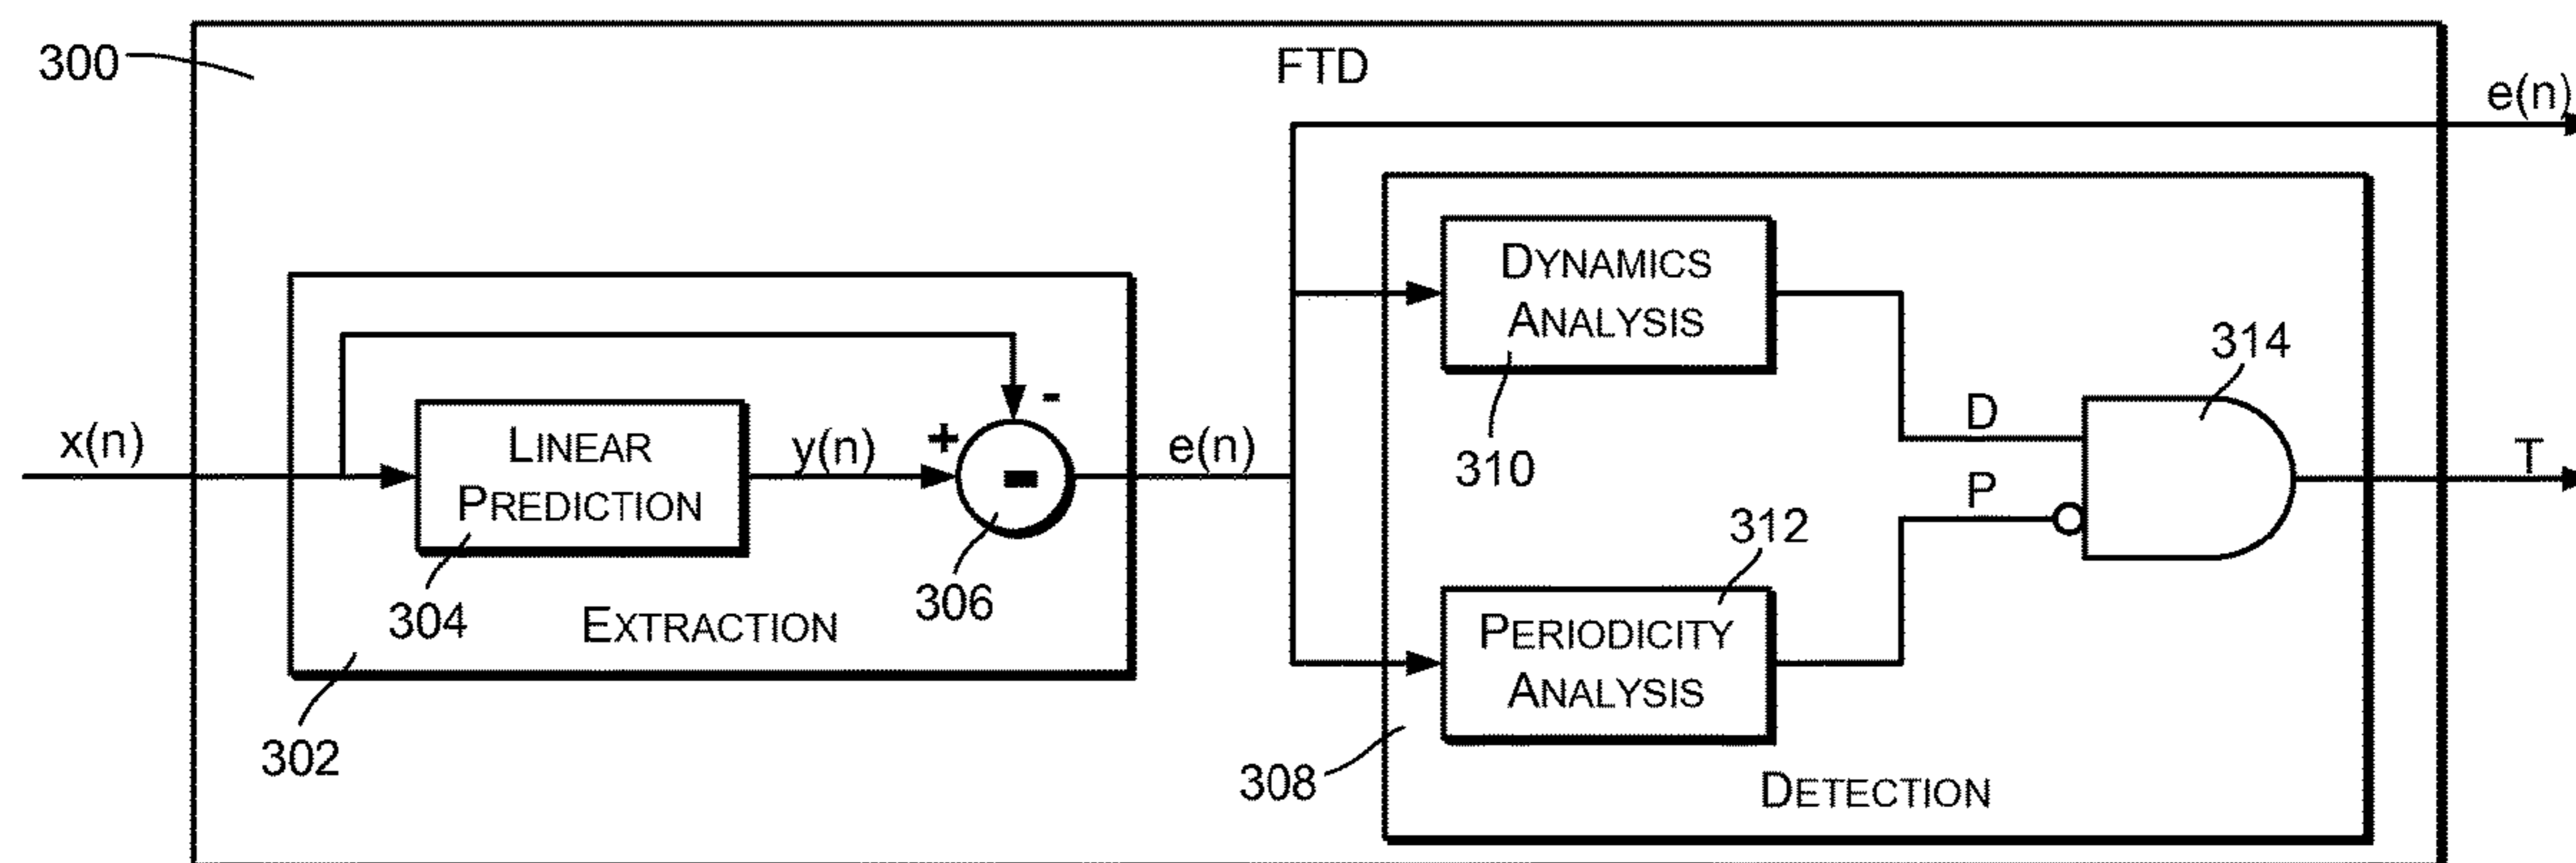 300
FTD
e(n)
DYNAMICS
ANALYSIS
310
314
x(n)
LINEAR
PREDICTION
304
y(n)
+
-
-
306
e(n)
EXTRACTION
302
D
P
T
312
PERIODICITY
ANALYSIS
308
DETECTION